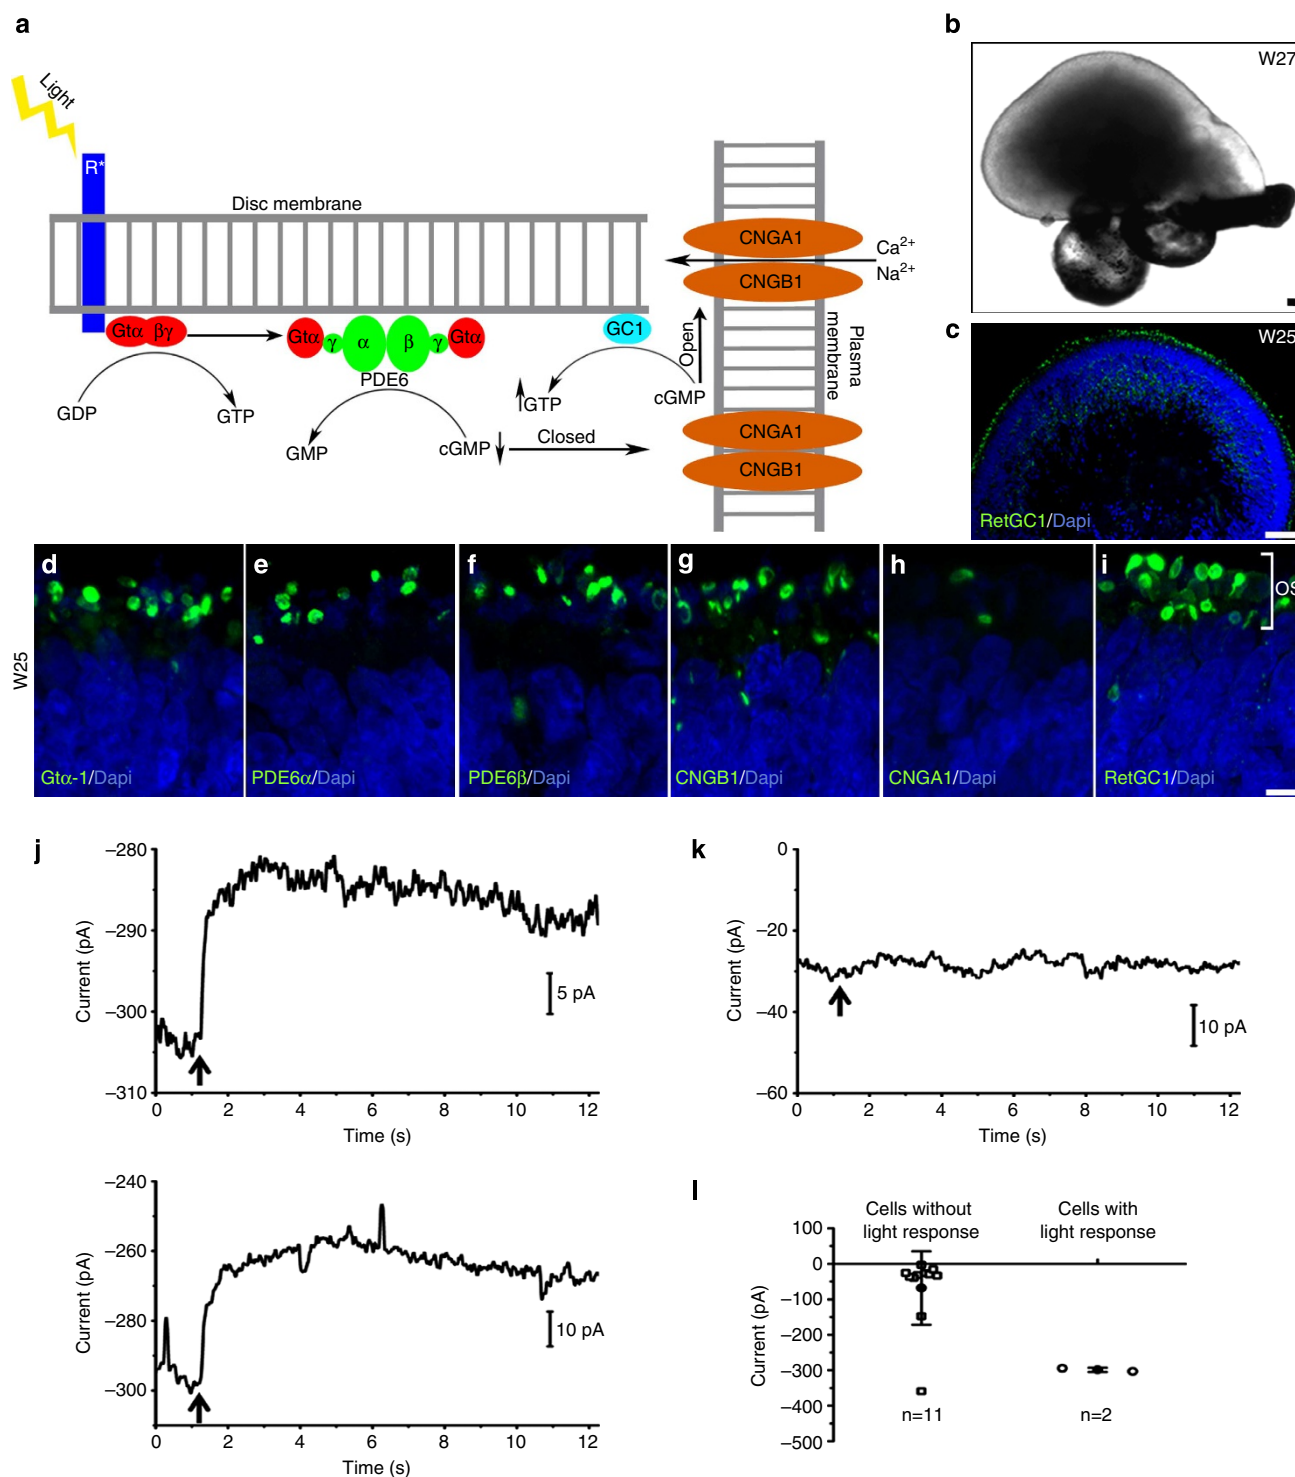 a
Light
R*
Disc membrane
Gtα βγ
Gtα γ α β γ Gtα
PDE6
GC1
GDP
GTP
GMP
cGMP
GTP
cGMP
Open
Closed
CNGA1
CNGB1
Ca²⁺
Na²⁺
Plasma
membrane
CNGA1
CNGB1
b
W27
c
W25
RetGC1/Dapi
W25
d
Gtα-1/Dapi
e
PDE6α/Dapi
f
PDE6β/Dapi
g
CNGB1/Dapi
h
CNGA1/Dapi
i
OS
RetGC1/Dapi
j
Current (pA)
–280
–290
–300
–310
5 pA
0 2 4 6 8 10 12
Time (s)
Current (pA)
–240
–260
–280
–300
10 pA
0 2 4 6 8 10 12
Time (s)
k
Current (pA)
0
–20
–40
–60
10 pA
0 2 4 6 8 10 12
Time (s)
l
Cells without
light response
Cells with
light response
Current (pA)
100
0
–100
–200
–300
–400
–500
n=11
n=2